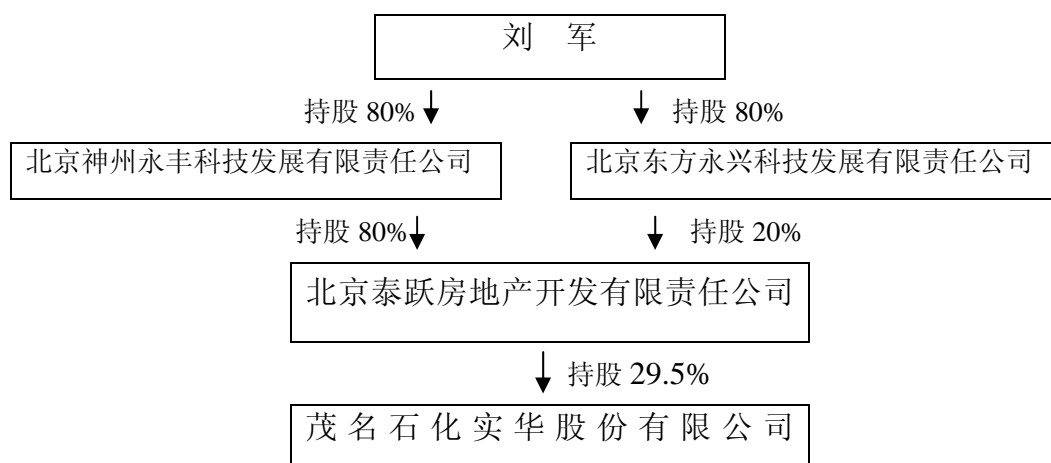 刘 军
持股 80% 持股 80%
北京神州永丰科技发展有限责任公司 北京东方永兴科技发展有限责任公司
持股 80% 持股 20%
北京泰跃房地产开发有限责任公司
持股 29.5%
茂名石化实华股份有限公司